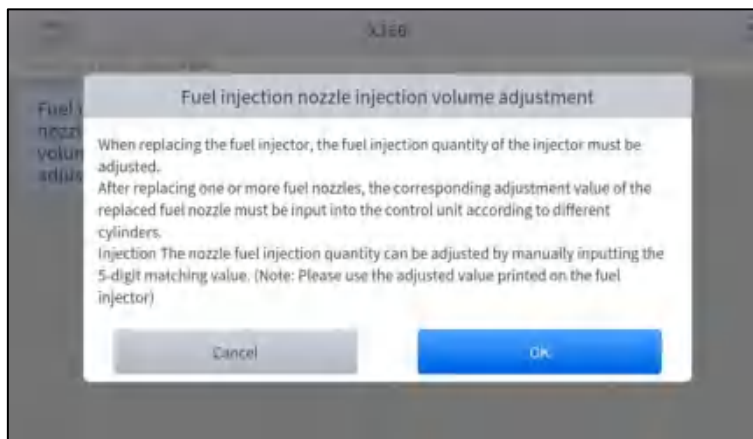 Fuel injection nozzle injection volume adjustment
Fuel
nozzl
volum
adjus
When replacing the fuel injector, the fuel injection quantity of the injector must be
adjusted.
After replacing one or more fuel nozzles, the corresponding adjustment value of the
replaced fuel nozzle must be input into the control unit according to different
cylinders.
Injection The nozzle fuel injection quantity can be adjusted by manually inputting the
5-digit matching value. (Note: Please use the adjusted value printed on the fuel
injector)
Cancel
OK